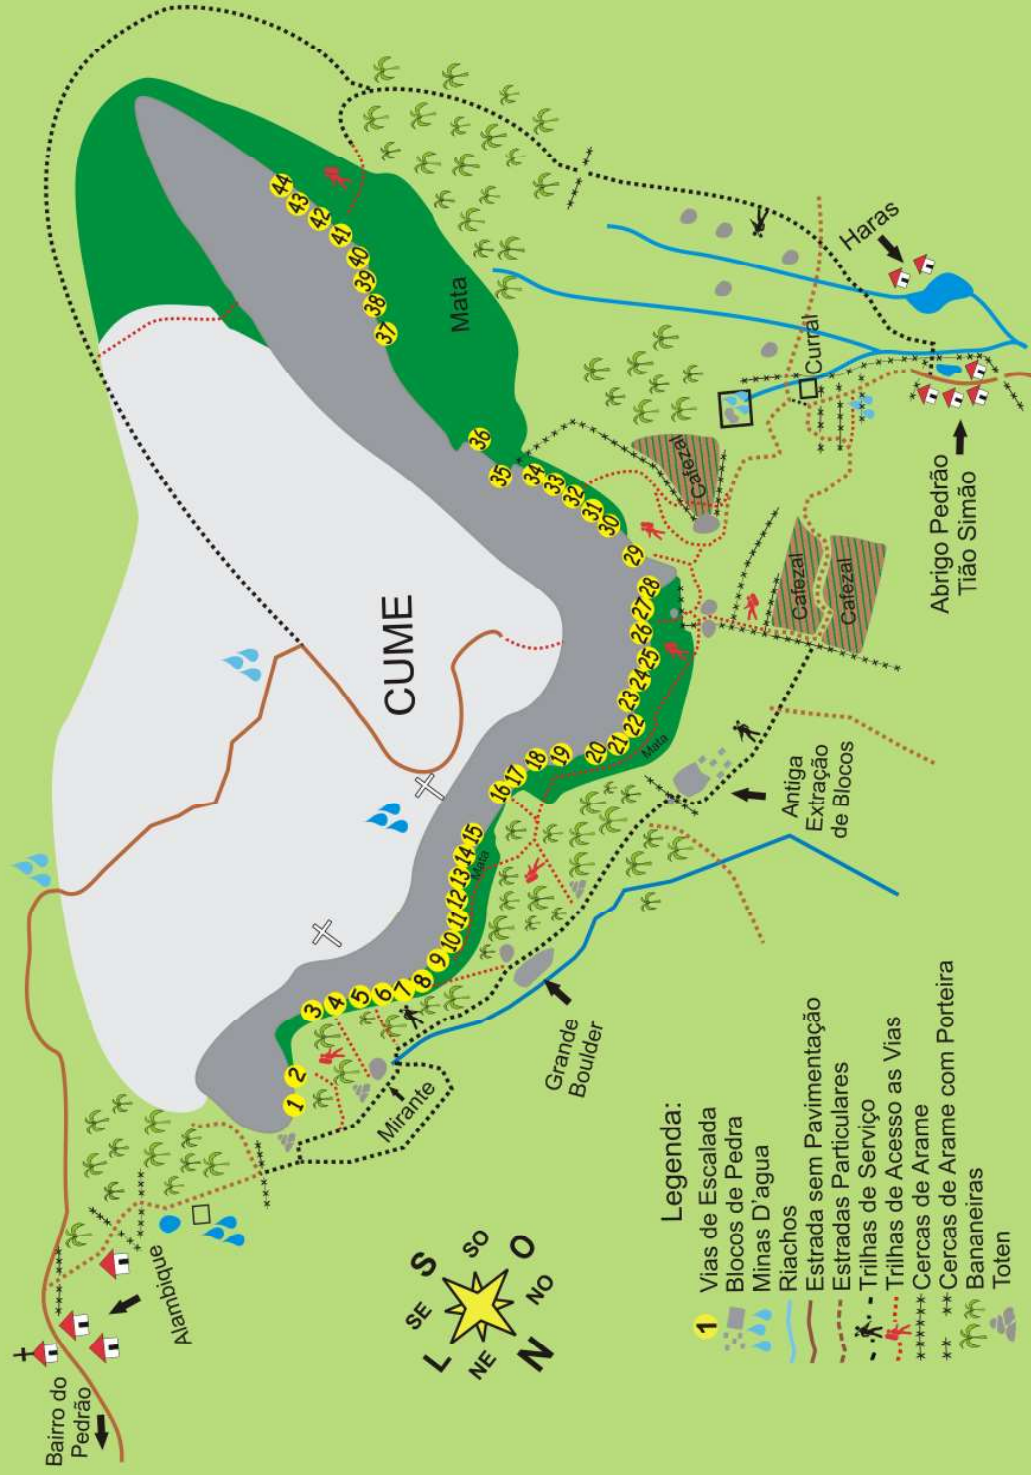 Bairro do
Pedrão
Alambique
Mirante
Grande
Boulder
Antiga
Extração
de Blocos
Abrigo Pedrão
Tião Simão
Haras
Curral
Cafezal
Cafezal
Cafezal
Mata
Mata
Mata
CUME
1
2
3
4
5
6
7
8
9
10
11
12
13
14
15
16
17
18
19
20
21
22
23
24
25
26
27
28
29
30
31
32
33
34
35
36
37
38
39
40
41
42
43
44
S
SO
O
NO
N
NE
L
SE
Legenda:
1 Vias de Escalada
Blocos de Pedra
Minas D'agua
Riachos
Estrada sem Pavimentação
Estradas Particulares
Trilhas de Serviço
Trilhas de Acesso as Vias
Cercas de Arame
Cercas de Arame com Porteira
Bananeiras
Toten